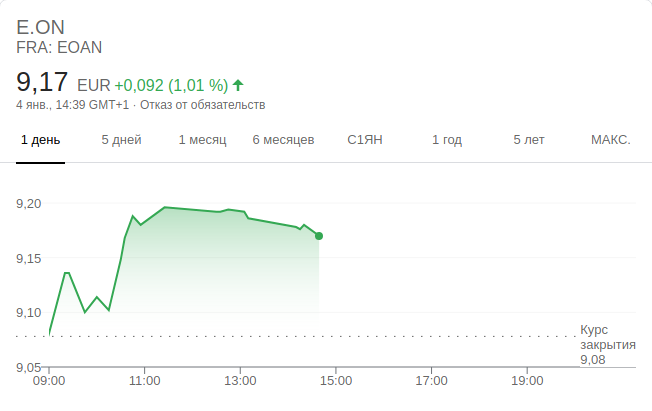 E.ON
FRA: EOAN
9,17 EUR +0,092 (1,01 %)
4 янв., 14:39 GMT+1 · Отказ от обязательств
1 день 5 дней 1 месяц 6 месяцев С1ЯН 1 год 5 лет МАКС.
9,20
9,15
9,10
Курс
закрытия
9,08
9,05
09:00 11:00 13:00 15:00 17:00 19:00